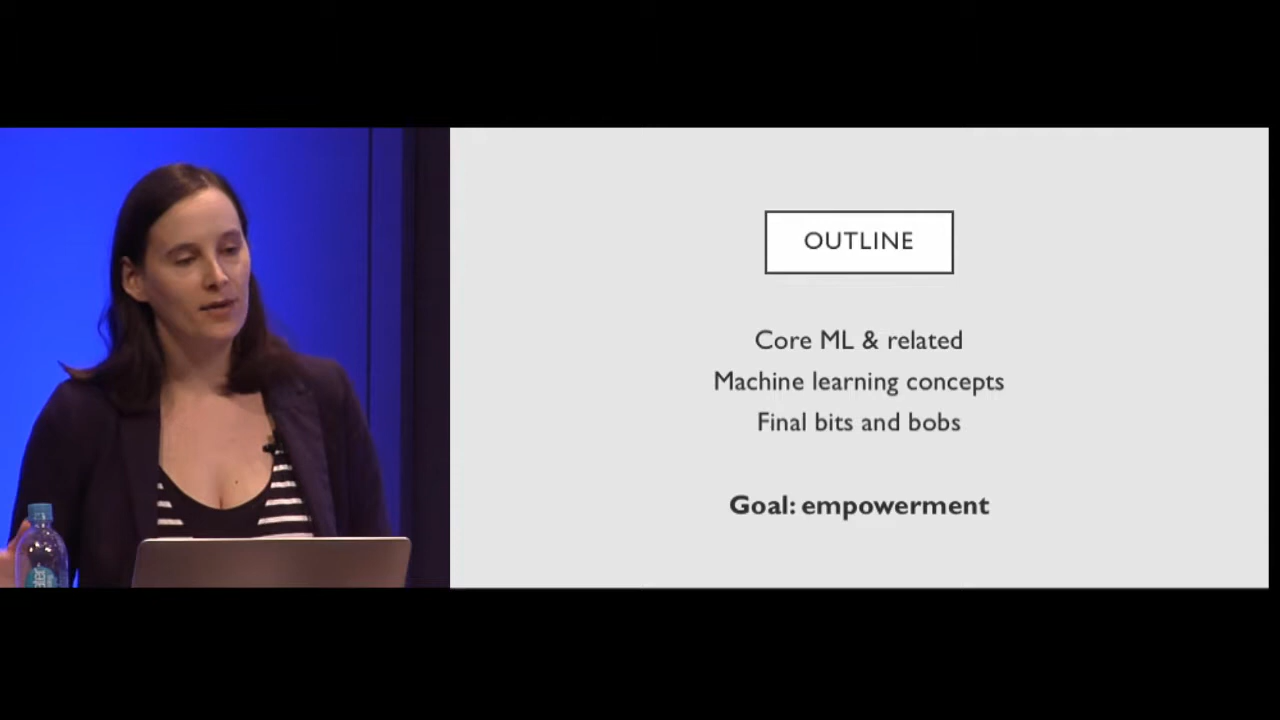 OUTLINE
Core ML & related
Machine learning concepts
Final bits and bobs
Goal: empowerment